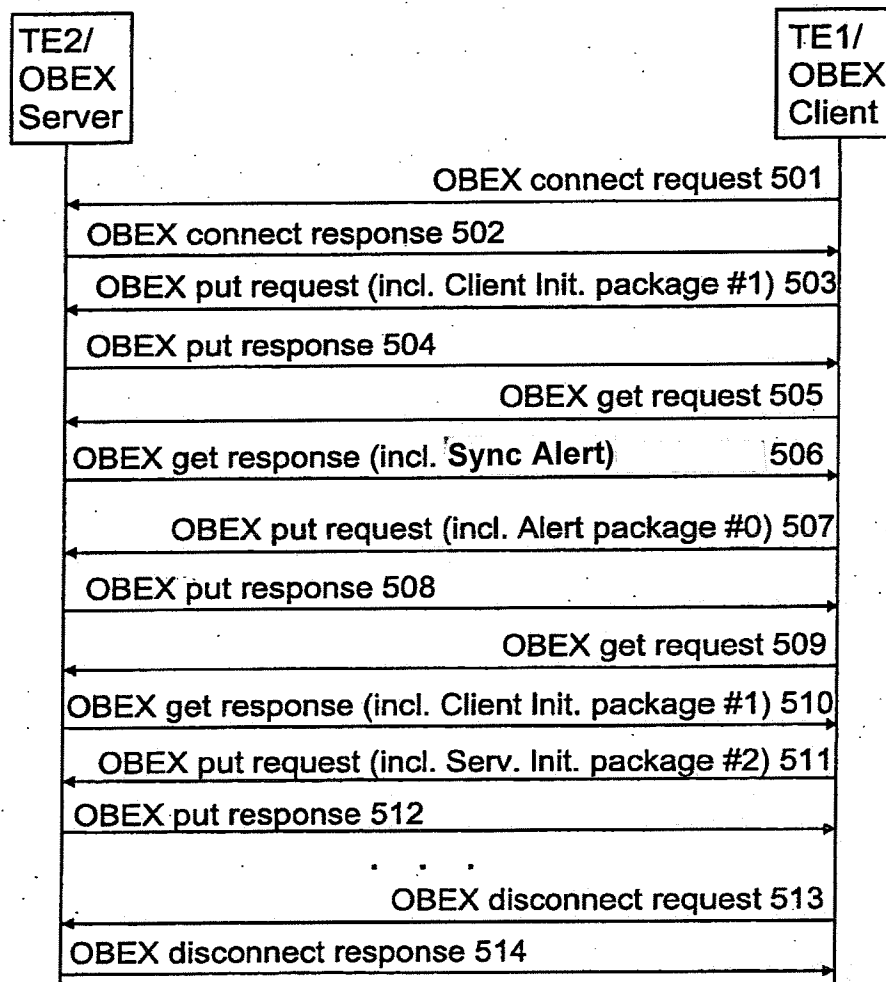 TE2/
OBEX
Server
TE1/
OBEX
Client
OBEX connect request 501
OBEX connect response 502
OBEX put request (incl. Client Init. package #1) 503
OBEX put response 504
OBEX get request 505
OBEX get response (incl. Sync Alert) 506
OBEX put request (incl. Alert package #0) 507
OBEX put response 508
OBEX get request 509
OBEX get response (incl. Client Init. package #1) 510
OBEX put request (incl. Serv. Init. package #2) 511
OBEX put response 512
. . .
OBEX disconnect request 513
OBEX disconnect response 514